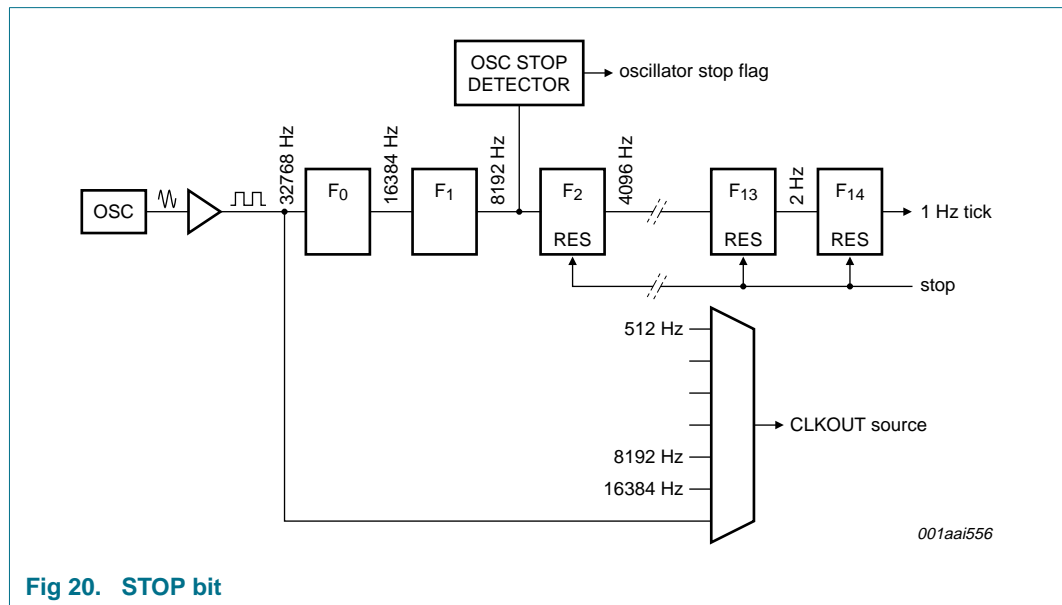 OSC STOP
DETECTOR
oscillator stop flag
32768 Hz
16384 Hz
8192 Hz
4096 Hz
2 Hz
OSC
F0
F1
F2
RES
F13
RES
F14
RES
1 Hz tick
stop
512 Hz
CLKOUT source
8192 Hz
16384 Hz
001aai556
Fig 20. STOP bit